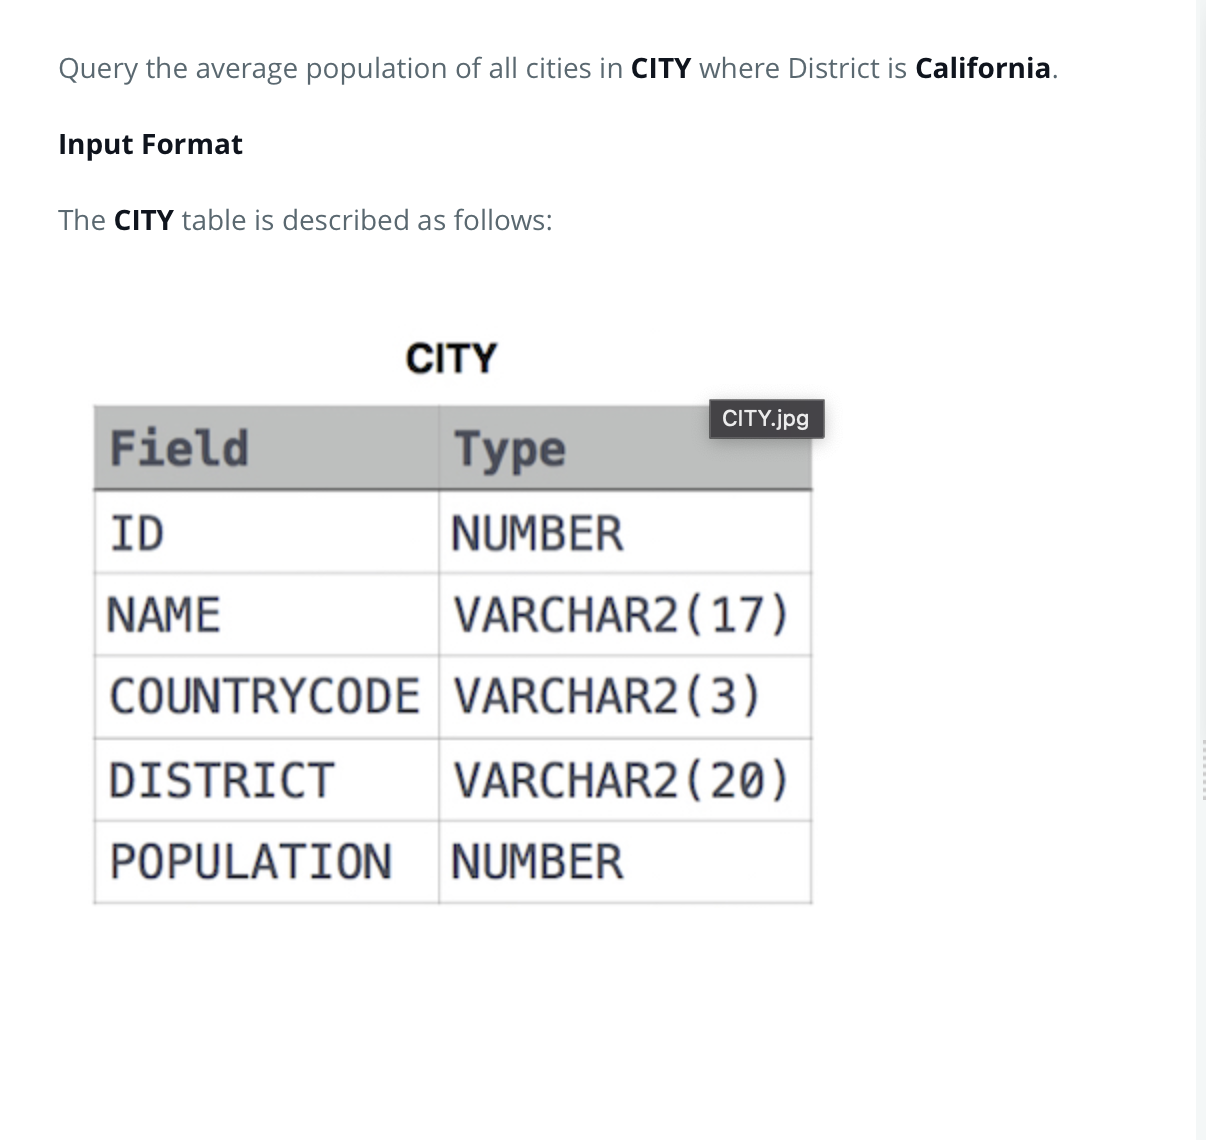 Query the average population of all cities in CITY where District is California.
Input Format
The CITY table is described as follows:
CITY
CITY.jpg
Field Type
ID NUMBER
NAME VARCHAR2(17)
COUNTRYCODE VARCHAR2(3)
DISTRICT VARCHAR2(20)
POPULATION NUMBER